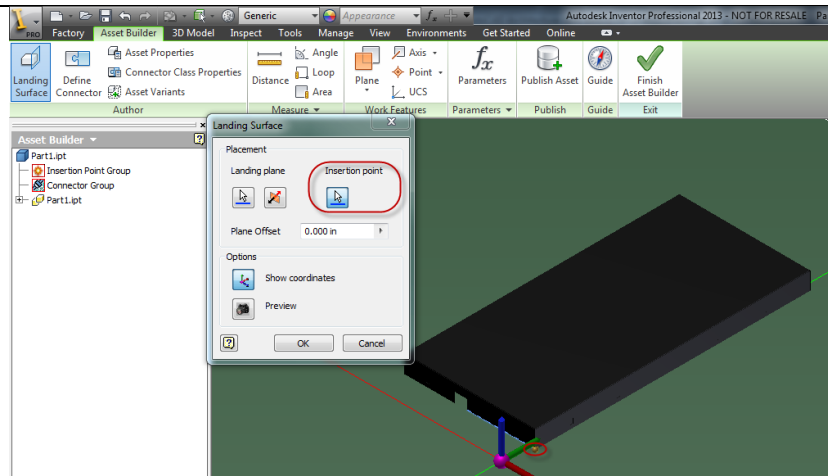 Generic
Appearance
Autodesk Inventor Professional 2013 - NOT FOR RESALE Pa
PRO
Factory Asset Builder 3D Model Inspect Tools Manage View Environments Get Started Online
Landing Surface
Define Connector
Asset Properties
Connector Class Properties
Asset Variants
Distance
Angle
Loop
Area
Plane
Axis
Point
UCS
fx
Parameters
Publish Asset
Guide
Finish Asset Builder
Author Measure Work Features Parameters Publish Guide Exit
Asset Builder
Part1.ipt
Insertion Point Group
Connector Group
Part1.ipt
Landing Surface
Placement
Landing plane Insertion point
Plane Offset 0.000 in
Options
Show coordinates
Preview
OK Cancel